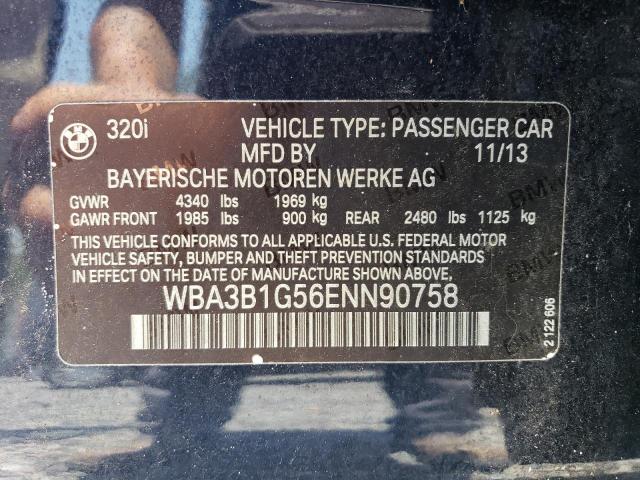 BMW 320i VEHICLE TYPE: PASSENGER CAR
MFD BY 11/13
BAYERISCHE MOTOREN WERKE AG
GVWR 4340 lbs 1969 kg
GAWR FRONT 1985 lbs 900 kg REAR 2480 lbs 1125 kg
THIS VEHICLE CONFORMS TO ALL APPLICABLE U.S. FEDERAL MOTOR
VEHICLE SAFETY, BUMPER AND THEFT PREVENTION STANDARDS
IN EFFECT ON THE DATE OF MANUFACTURE SHOWN ABOVE.
WBA3B1G56ENN90758
2 122 606